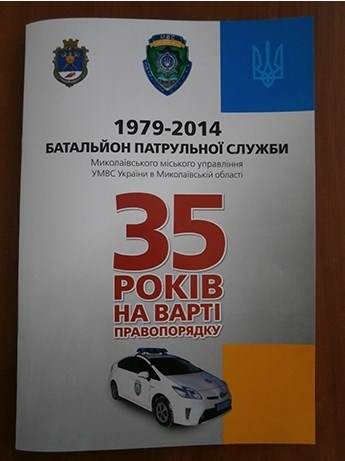 1979-2014
БАТАЛЬЙОН ПАТРУЛЬНОЇ СЛУЖБИ
Миколаївського міського управління
УМВС України в Миколаївській області
35
РОКІВ
НА ВАРТІ
ПРАВОПОРЯДКУ